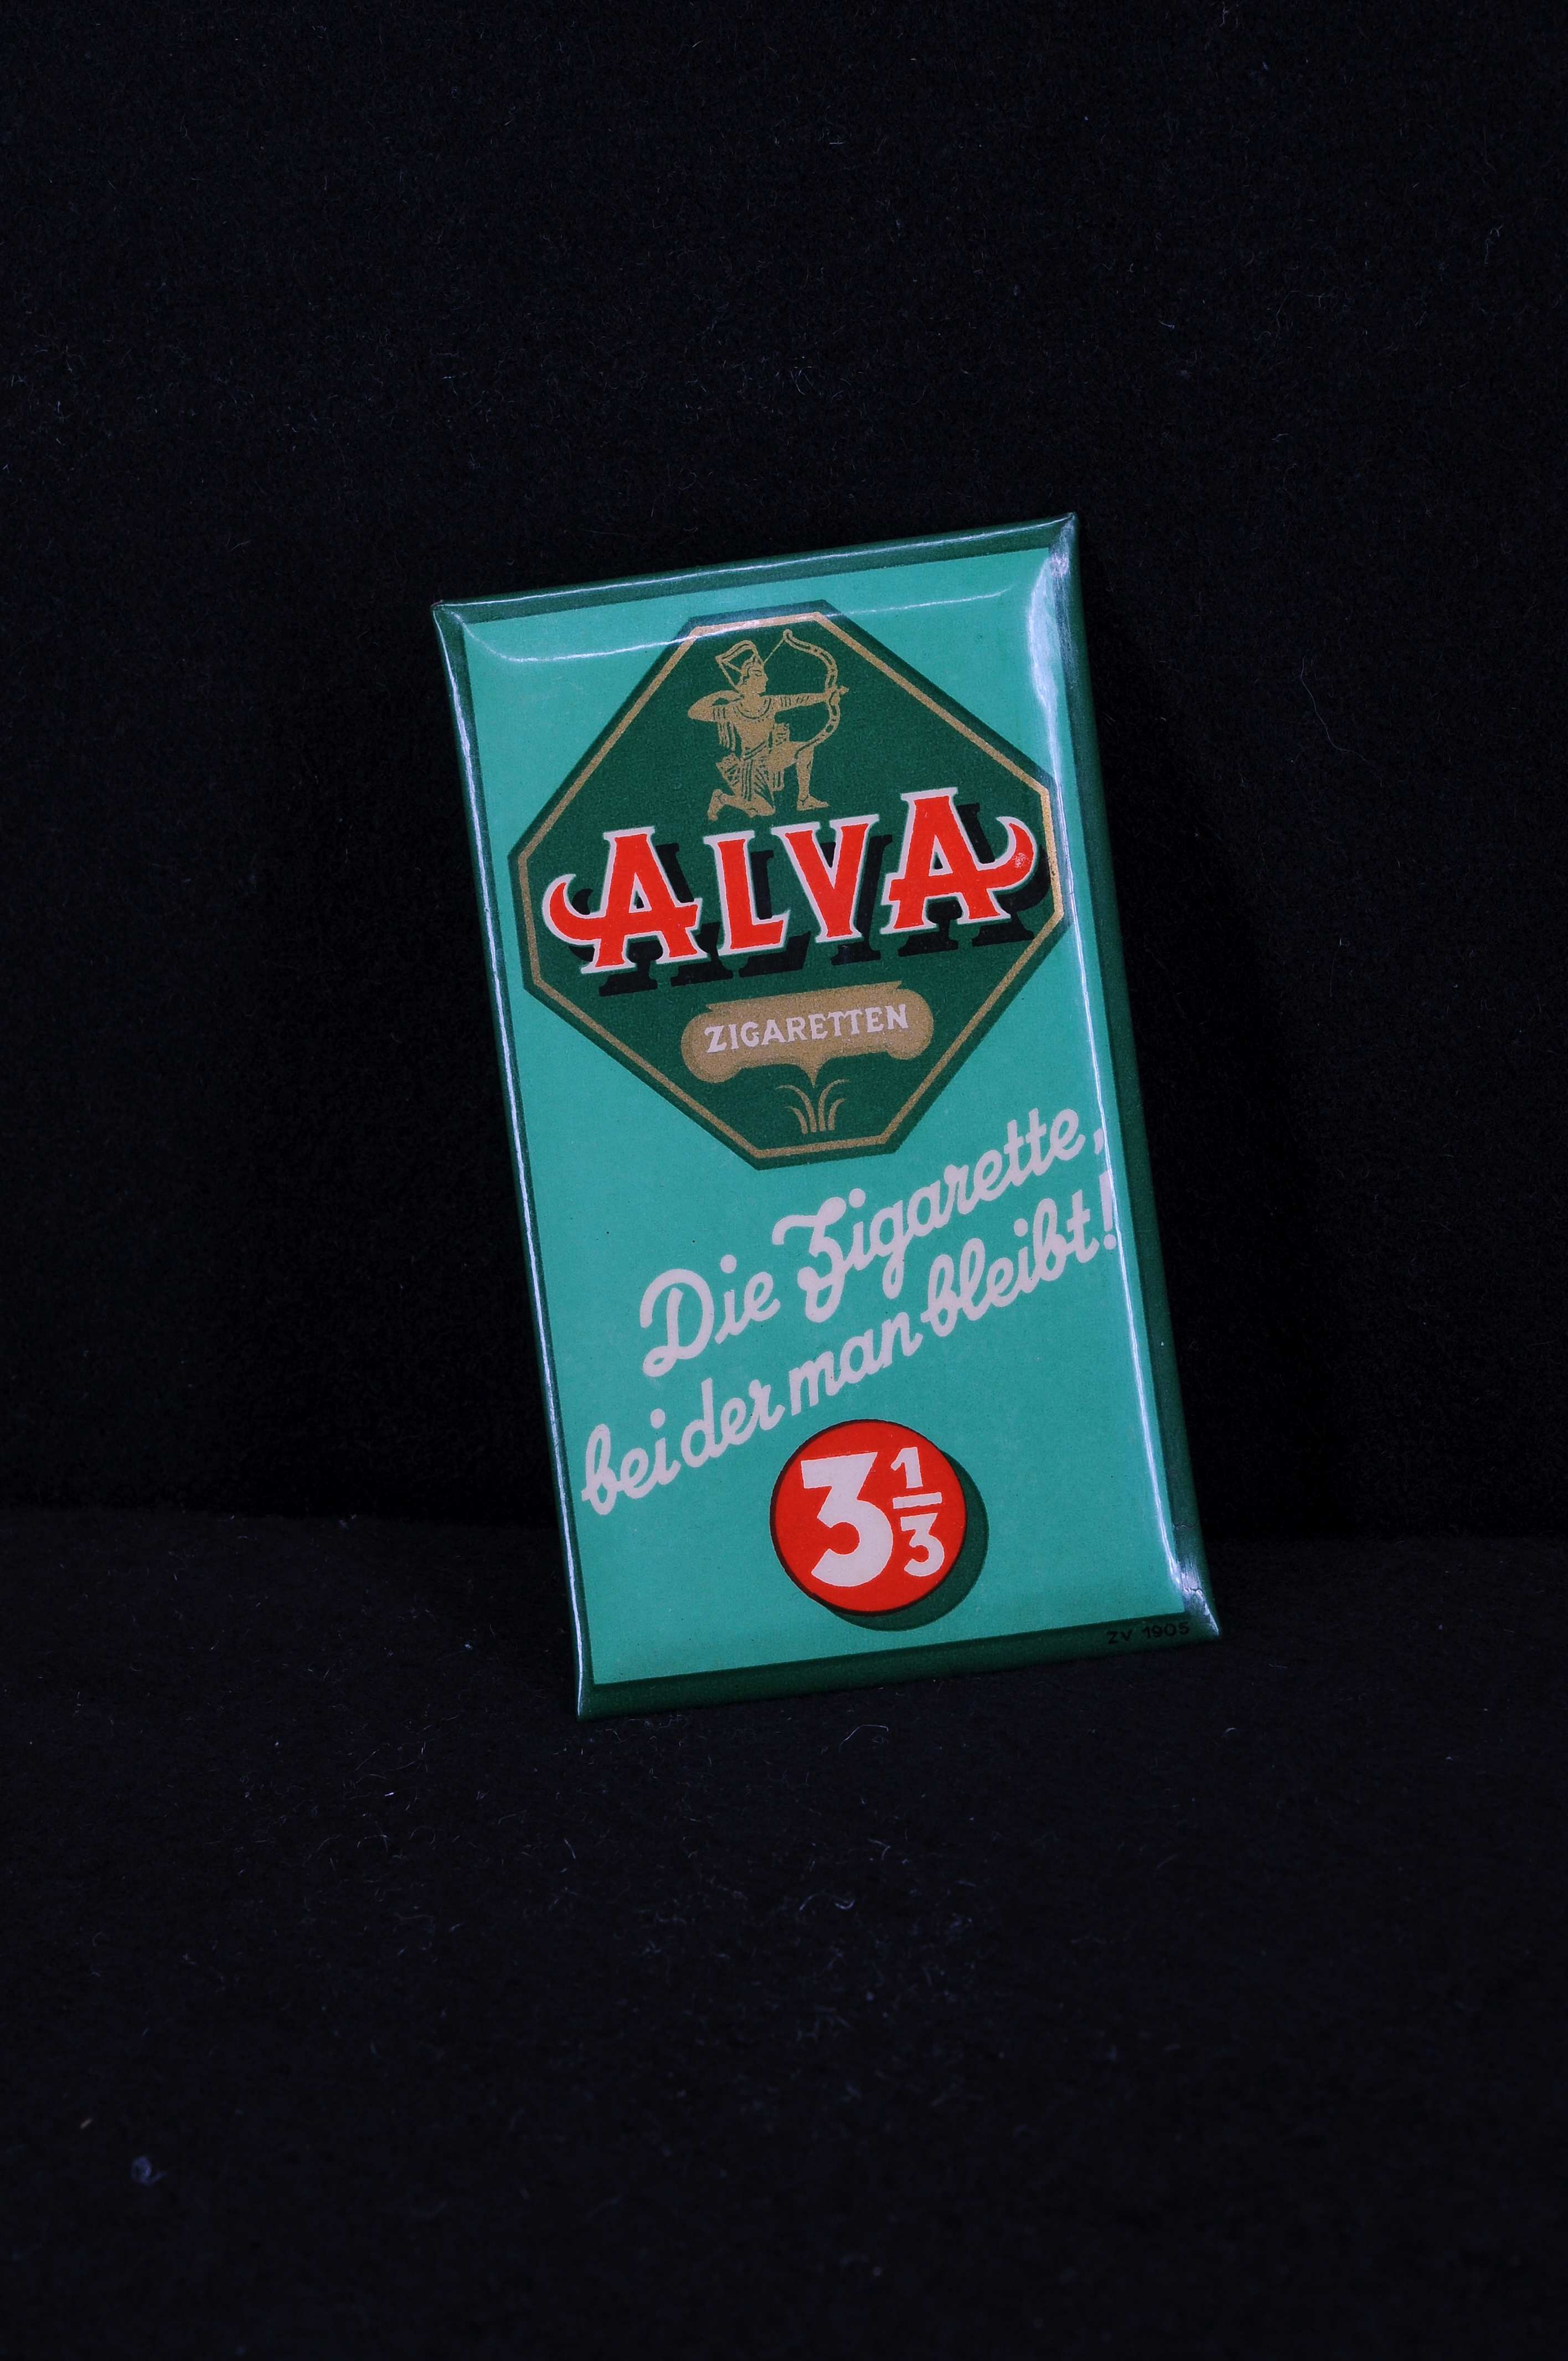 ALVA
ZIGARETTEN
Die Zigarette,
bei der man bleibt!
3 1/3
ZV 1905